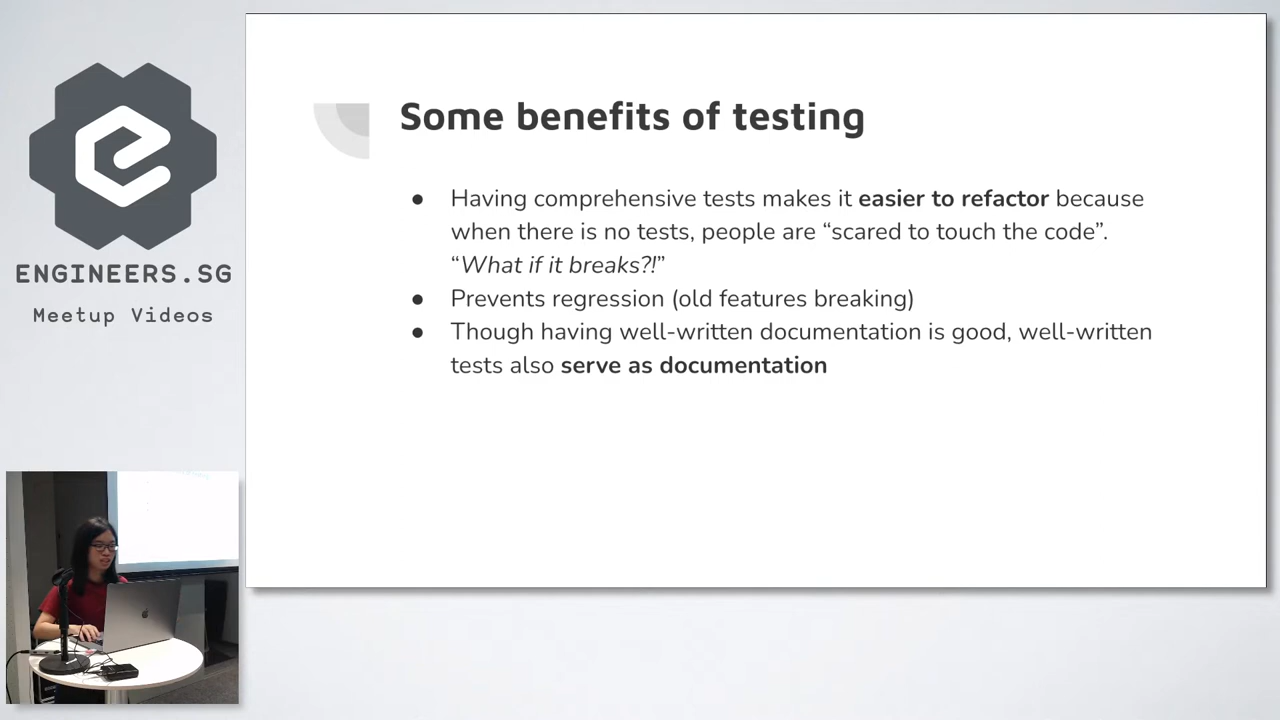 ENGINEERS.SG
Meetup Videos
Some benefits of testing
● Having comprehensive tests makes it easier to refactor because
when there is no tests, people are “scared to touch the code”.
“What if it breaks?!”
● Prevents regression (old features breaking)
● Though having well-written documentation is good, well-written
tests also serve as documentation